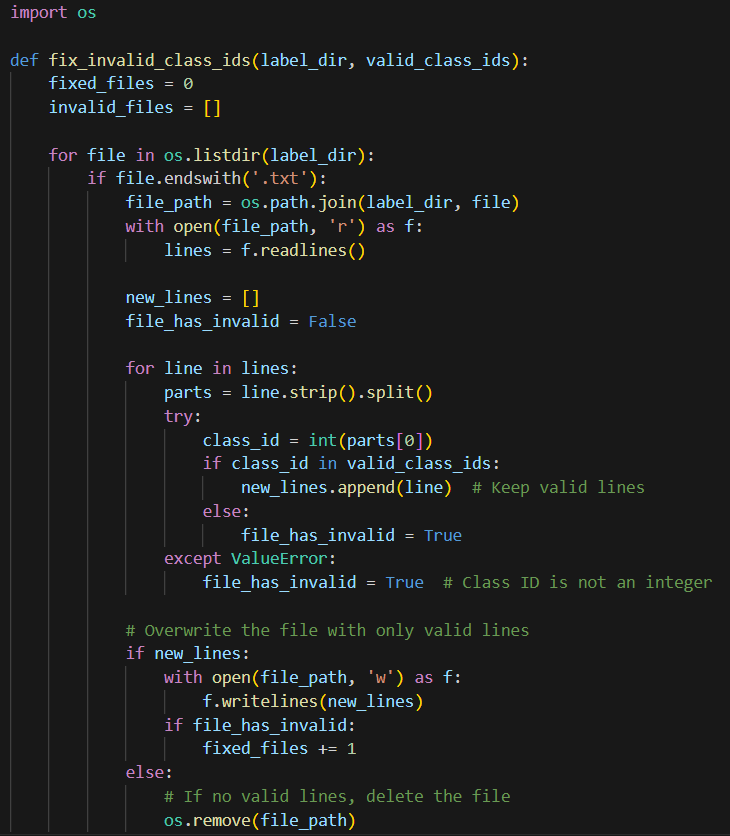 import os

def fix_invalid_class_ids(label_dir, valid_class_ids):
    fixed_files = 0
    invalid_files = []

    for file in os.listdir(label_dir):
        if file.endswith('.txt'):
            file_path = os.path.join(label_dir, file)
            with open(file_path, 'r') as f:
                lines = f.readlines()

            new_lines = []
            file_has_invalid = False

            for line in lines:
                parts = line.strip().split()
                try:
                    class_id = int(parts[0])
                    if class_id in valid_class_ids:
                        new_lines.append(line)  # Keep valid lines
                    else:
                        file_has_invalid = True
                except ValueError:
                    file_has_invalid = True  # Class ID is not an integer

            # Overwrite the file with only valid lines
            if new_lines:
                with open(file_path, 'w') as f:
                    f.writelines(new_lines)
                if file_has_invalid:
                    fixed_files += 1
            else:
                # If no valid lines, delete the file
                os.remove(file_path)